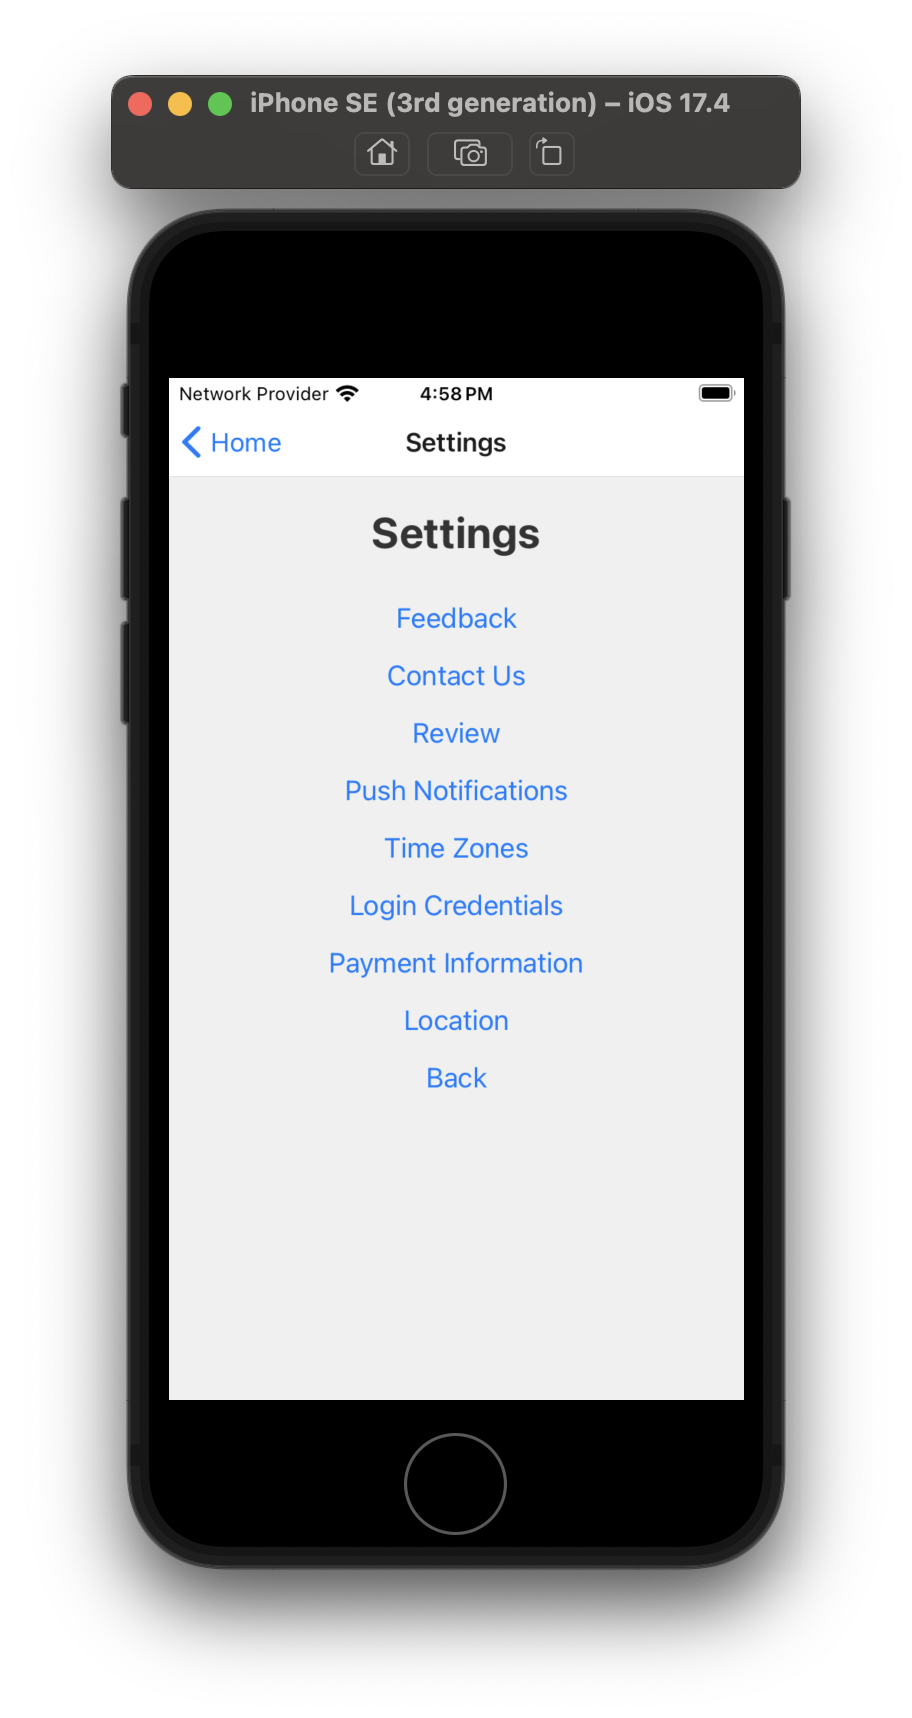 iPhone SE (3rd generation) – iOS 17.4
Network Provider 4:58 PM
Home Settings
Settings
Feedback
Contact Us
Review
Push Notifications
Time Zones
Login Credentials
Payment Information
Location
Back